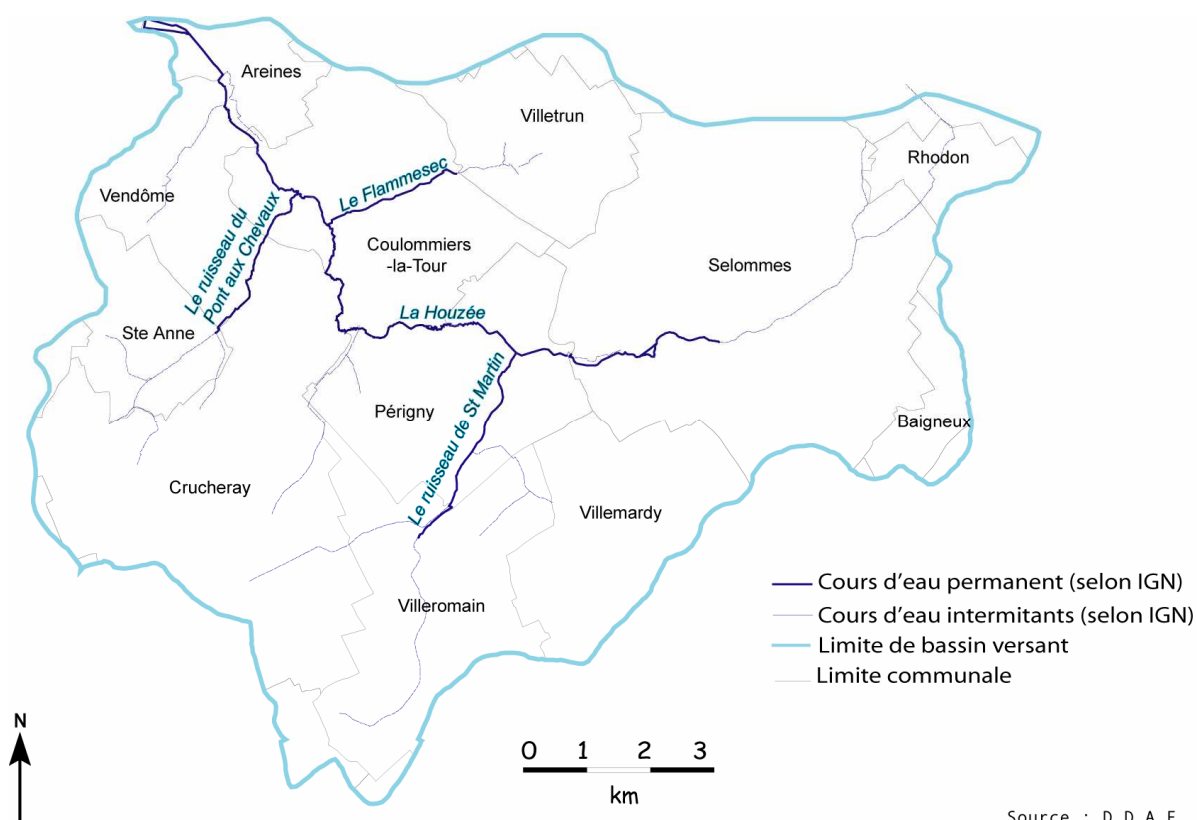 Areines
Villetrun
Rhodon
Vendôme
Le Flammesec
Le ruisseau du
Pont aux Chevaux
Coulommiers
-la-Tour
Selommes
La Houzée
Ste Anne
Le ruisseau de St Martin
Périgny
Baigneux
Crucheray
Villemardy
Villeromain
Cours d'eau permanent (selon IGN)
Cours d'eau intermitants (selon IGN)
Limite de bassin versant
Limite communale
N
0 1 2 3
km
Source : D.D.A.F.